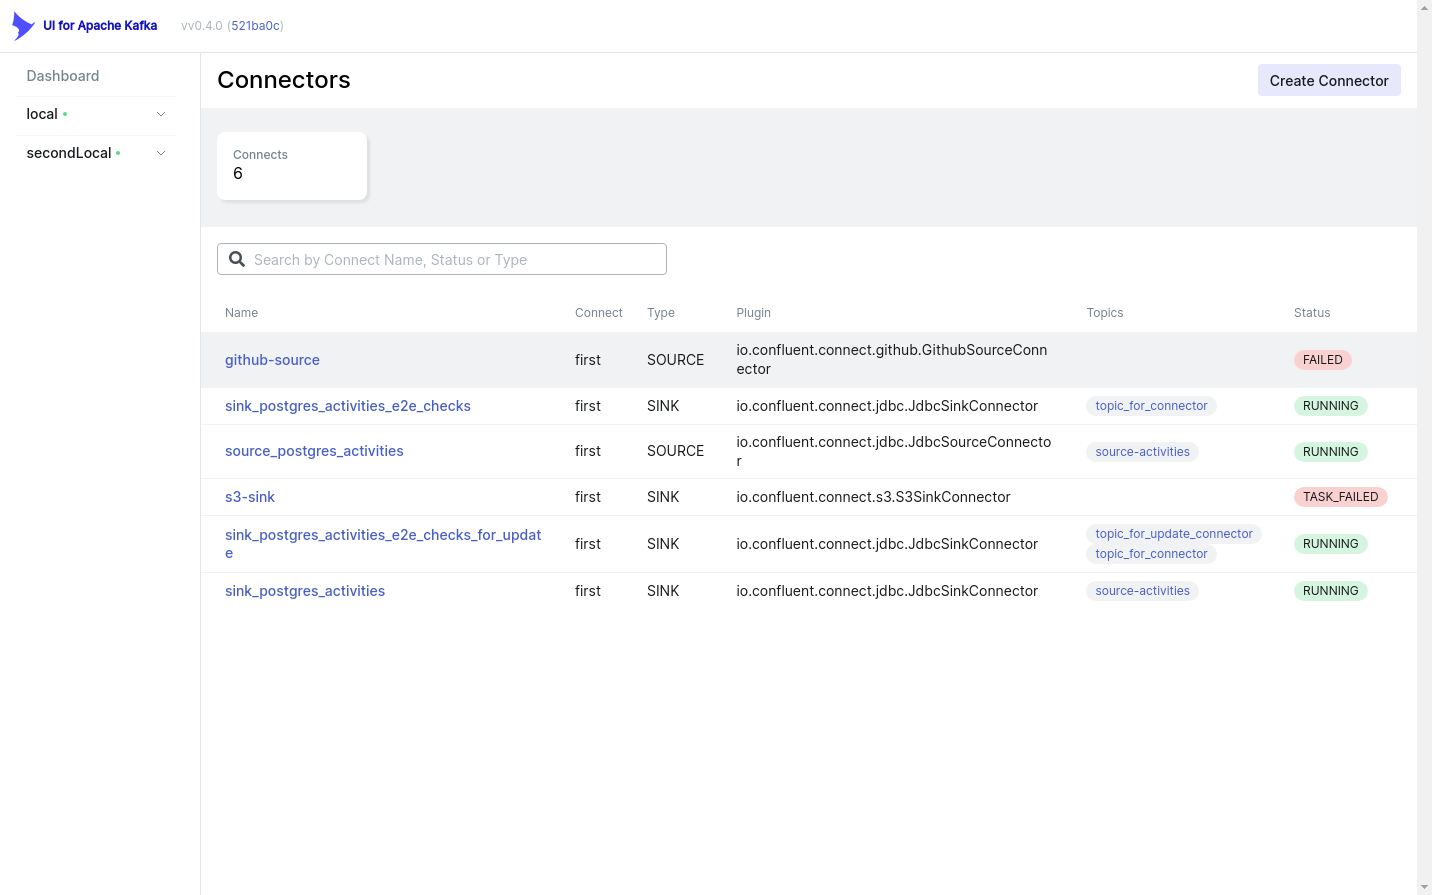 UI for Apache Kafka vv0.4.0 (521ba0c)
Dashboard
local
secondLocal
Connectors
Create Connector
Connects
6
Search by Connect Name, Status or Type
Name Connect Type Plugin Topics Status
github-source first SOURCE io.confluent.connect.github.GithubSourceConn
ector FAILED
sink_postgres_activities_e2e_checks first SINK io.confluent.connect.jdbc.JdbcSinkConnector topic_for_connector RUNNING
source_postgres_activities first SOURCE io.confluent.connect.jdbc.JdbcSourceConnecto
r source-activities RUNNING
s3-sink first SINK io.confluent.connect.s3.S3SinkConnector TASK_FAILED
sink_postgres_activities_e2e_checks_for_updat
e first SINK io.confluent.connect.jdbc.JdbcSinkConnector topic_for_update_connector
topic_for_connector RUNNING
sink_postgres_activities first SINK io.confluent.connect.jdbc.JdbcSinkConnector source-activities RUNNING